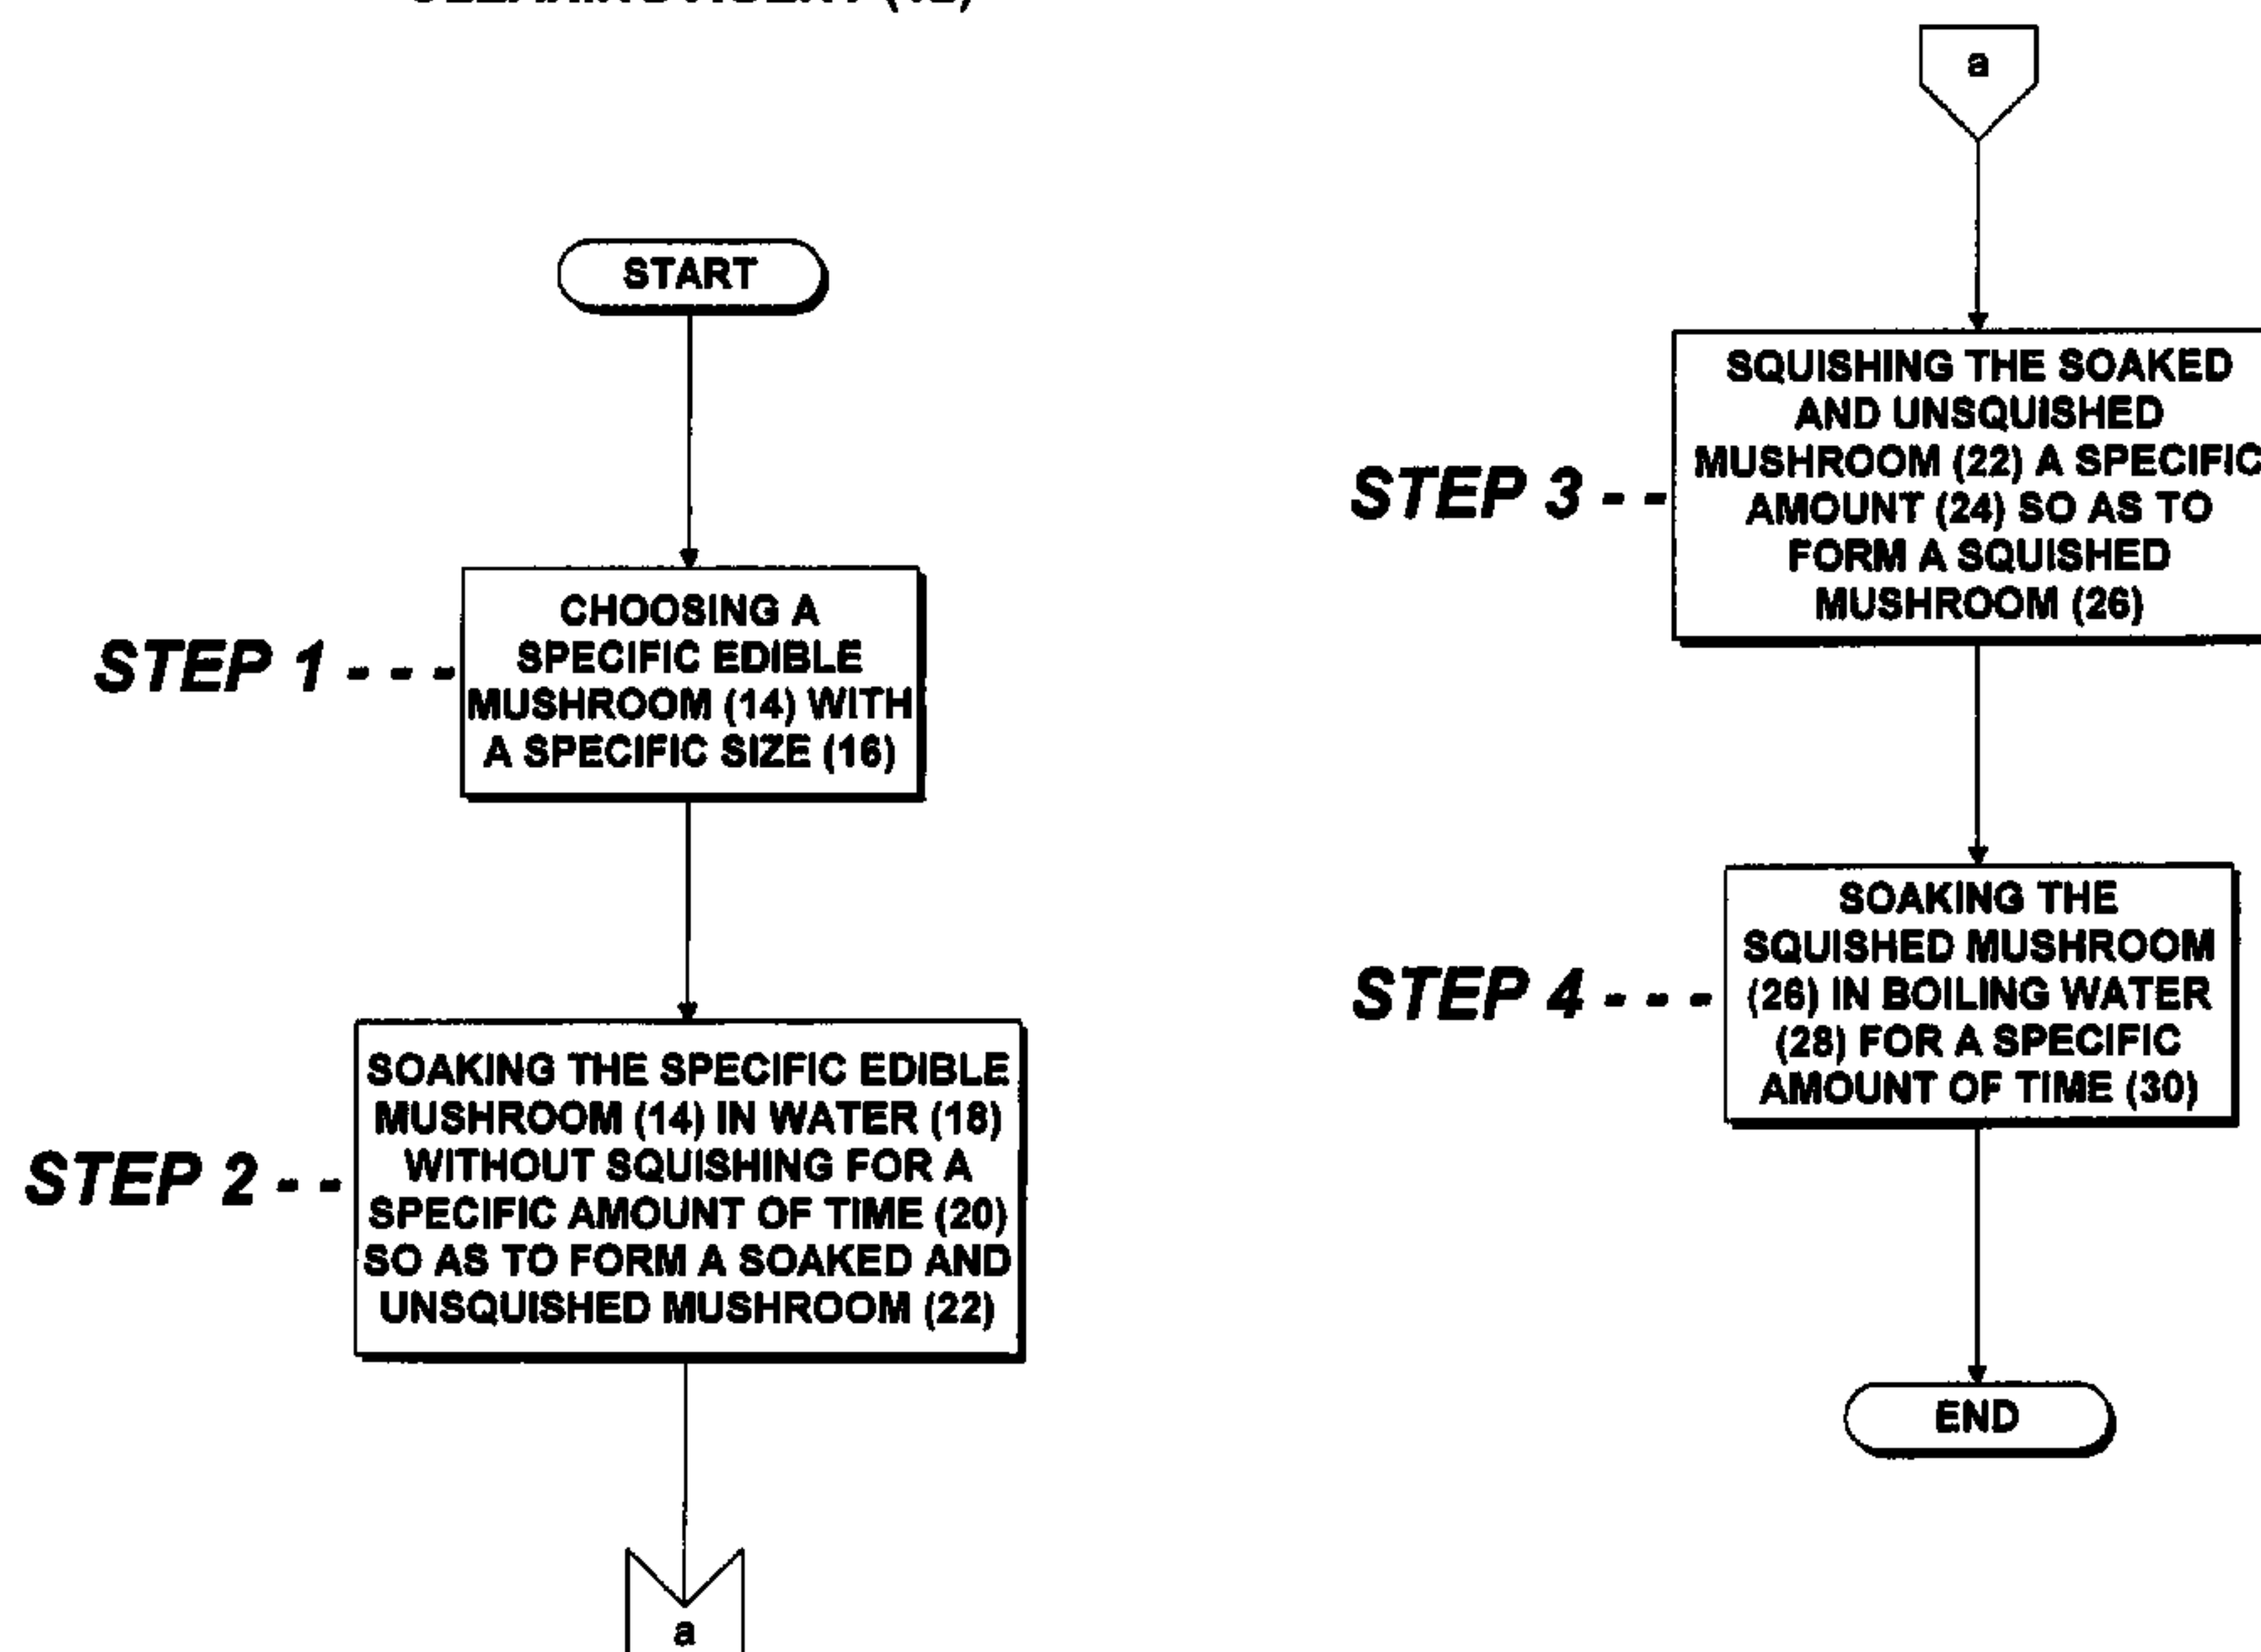 START
STEP 1 - - -
CHOOSING A
SPECIFIC EDIBLE
MUSHROOM (14) WITH
A SPECIFIC SIZE (16)
STEP 2 - -
SOAKING THE SPECIFIC EDIBLE
MUSHROOM (14) IN WATER (18)
WITHOUT SQUISHING FOR A
SPECIFIC AMOUNT OF TIME (20)
SO AS TO FORM A SOAKED AND
UNSQUISHED MUSHROOM (22)
a
a
STEP 3 - -
SQUISHING THE SOAKED
AND UNSQUISHED
MUSHROOM (22) A SPECIFIC
AMOUNT (24) SO AS TO
FORM A SQUISHED
MUSHROOM (26)
STEP 4 - - -
SOAKING THE
SQUISHED MUSHROOM
(26) IN BOILING WATER
(28) FOR A SPECIFIC
AMOUNT OF TIME (30)
END